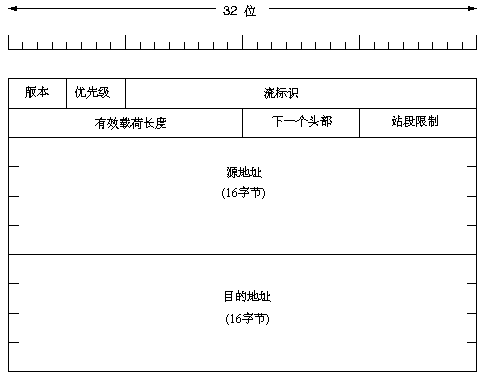 32 位
版本 优先级 流标识
有效载荷长度 下一个头部 站段限制
源地址
(16字节)
目的地址
(16字节)